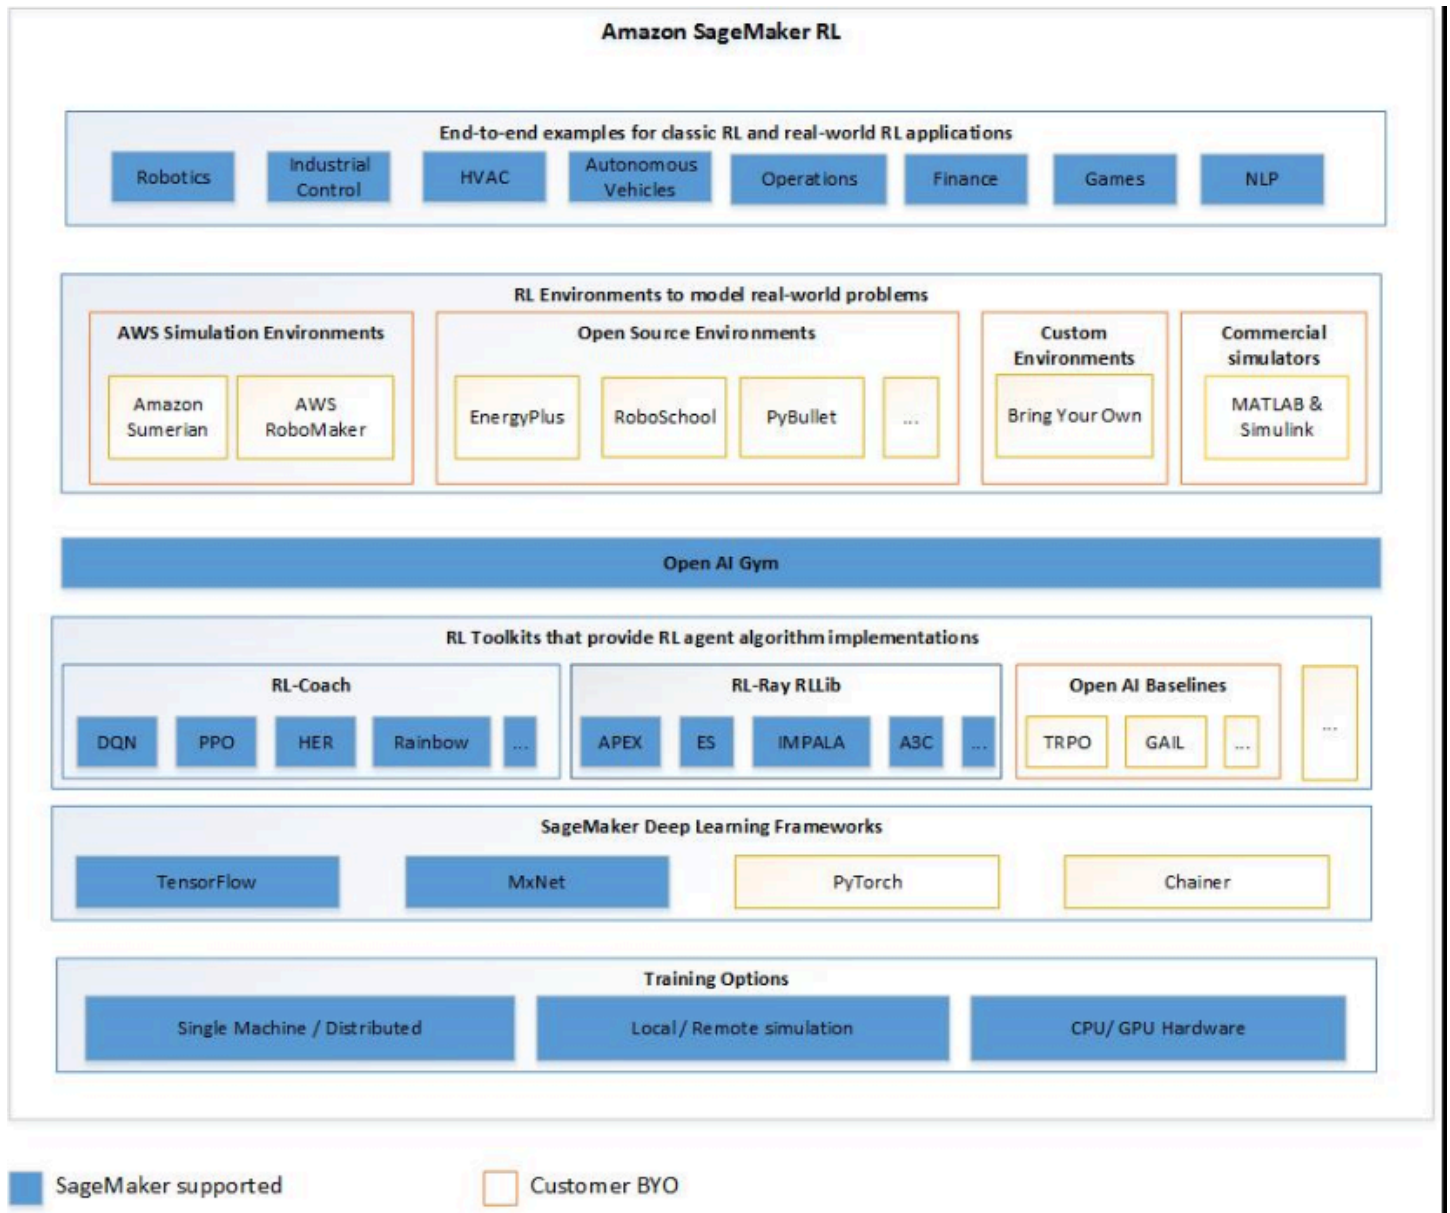 Amazon SageMaker RL
End-to-end examples for classic RL and real-world RL applications
Robotics
Industrial
Control
HVAC
Autonomous
Vehicles
Operations
Finance
Games
NLP
RL Environments to model real-world problems
AWS Simulation Environments
Amazon
Sumerian
AWS
RoboMaker
Open Source Environments
EnergyPlus
RoboSchool
PyBullet
...
Custom
Environments
Bring Your Own
Commercial
simulators
MATLAB &
Simulink
Open AI Gym
RL Toolkits that provide RL agent algorithm implementations
RL-Coach
DQN
PPO
HER
Rainbow
...
RL-Ray RLLib
APEX
ES
IMPALA
A3C
...
Open AI Baselines
TRPO
GAIL
...
...
SageMaker Deep Learning Frameworks
TensorFlow
MxNet
PyTorch
Chainer
Training Options
Single Machine / Distributed
Local / Remote simulation
CPU/ GPU Hardware
SageMaker supported
Customer BYO